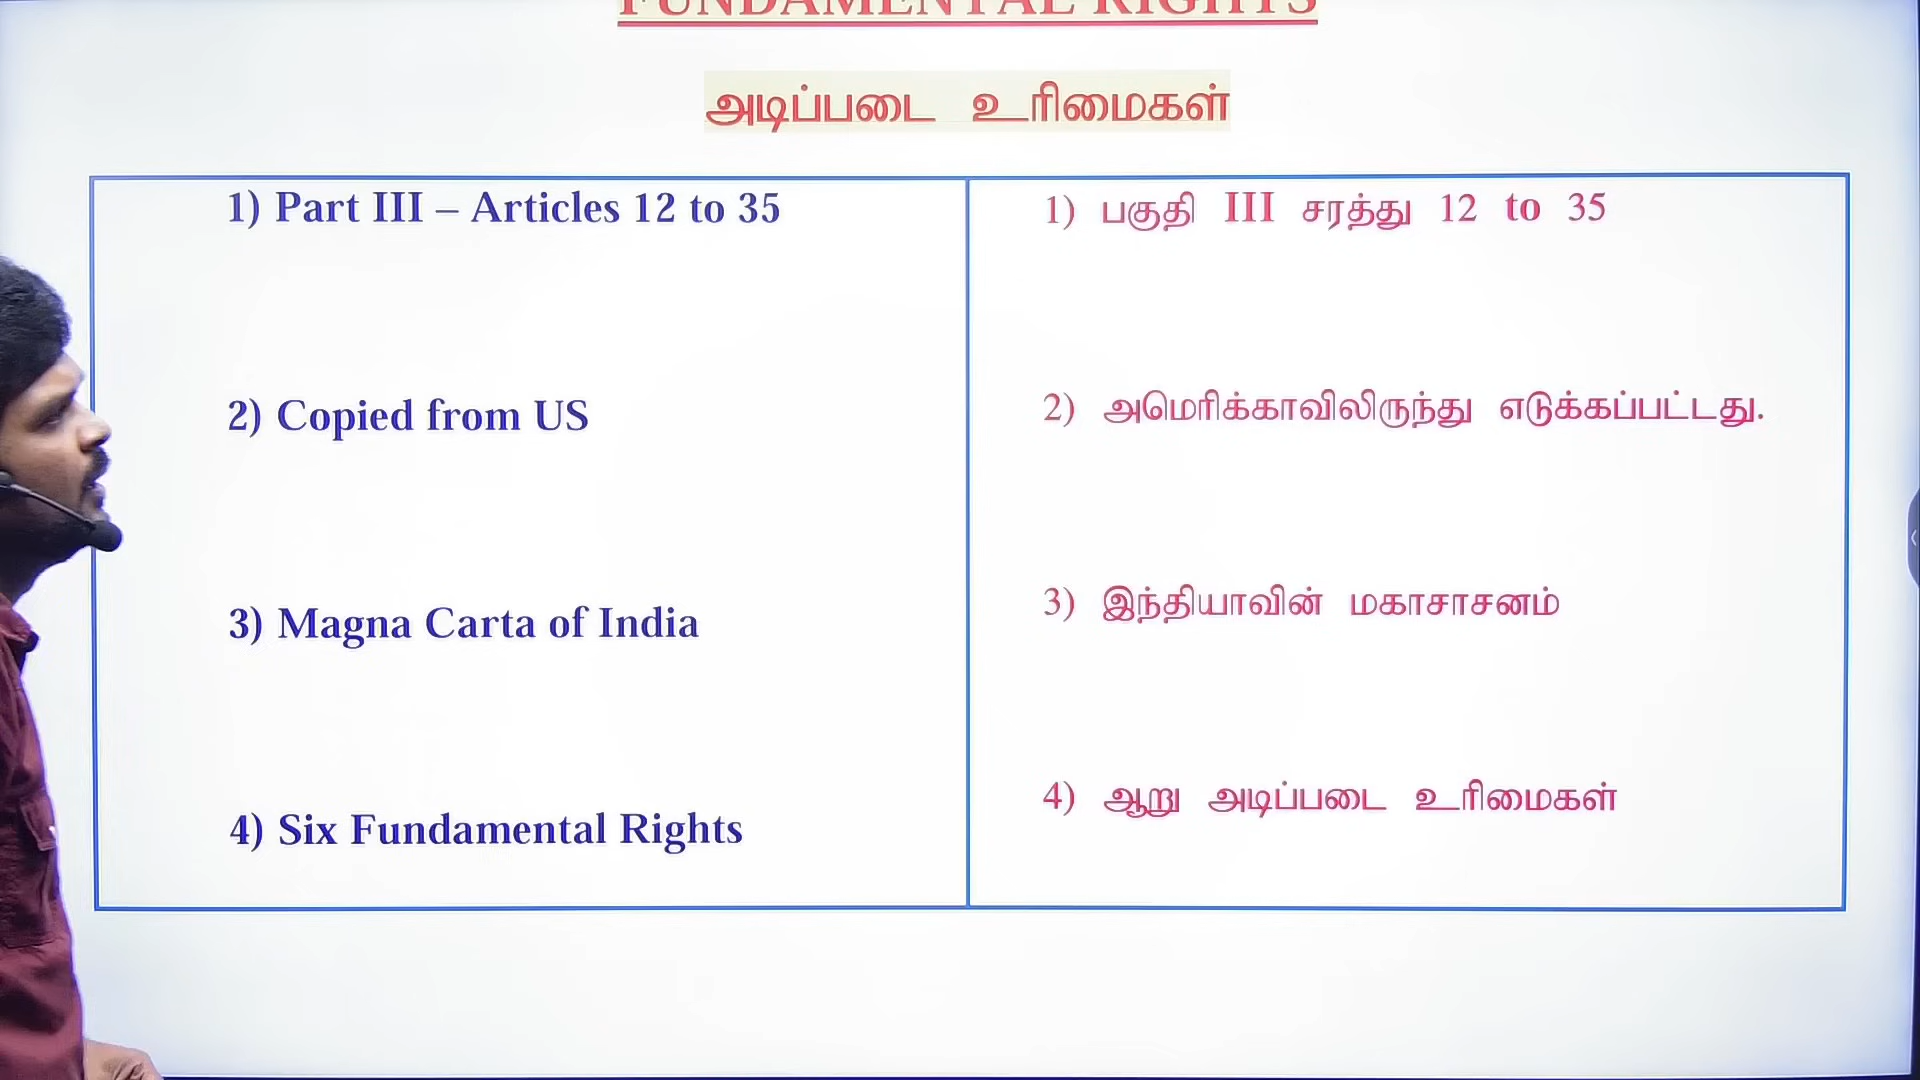 FUNDAMENTAL RIGHTS
அடிப்படை உரிமைகள்
1) Part III – Articles 12 to 35
2) Copied from US
3) Magna Carta of India
4) Six Fundamental Rights
1) பகுதி III சரத்து 12 to 35
2) அமெரிக்காவிலிருந்து எடுக்கப்பட்டது.
3) இந்தியாவின் மகாசாசனம்
4) ஆறு அடிப்படை உரிமைகள்